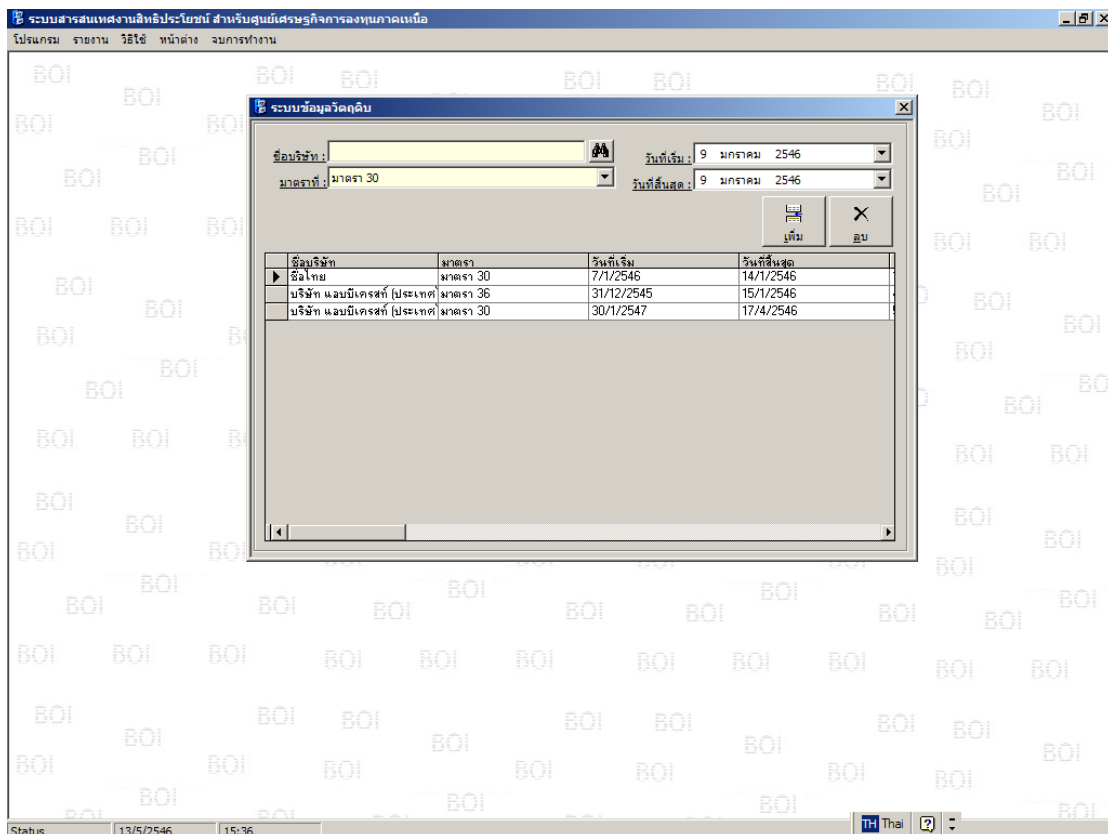 ระบบสารสนเทศงานสิทธิประโยชน์ สำหรับศูนย์เศรษฐกิจการลงทุนภาคเหนือ
โปรแกรม รายงาน วิธีใช้ หน้าต่าง จบการทำงาน
ระบบข้อมูลวัตถุดิบ
ชื่อบริษัท : วันที่เริ่ม : 9 มกราคม 2546
มาตราที่ : มาตรา 30 วันที่สิ้นสุด : 9 มกราคม 2546
เพิ่ม ลบ
ชื่อบริษัท มาตรา วันที่เริ่ม วันที่สิ้นสุด
ชื่อไทย มาตรา 30 7/1/2546 14/1/2546
บริษัท แอบบีเครสท์ (ประเทศ มาตรา 36 31/12/2545 15/1/2546
บริษัท แอบบีเครสท์ (ประเทศ มาตรา 30 30/1/2547 17/4/2546
BOI
Status 13/5/2546 15:36 TH Thai